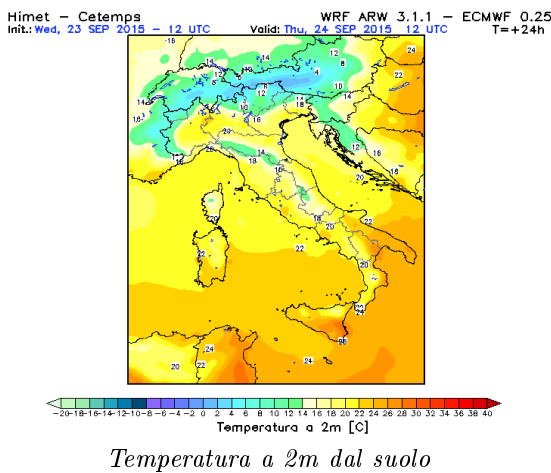 Himet – Cetemps WRF ARW 3.1.1 – ECMWF 0.25
Init.: Wed, 23 SEP 2015 – 12 UTC Valid: Thu, 24 SEP 2015 12 UTC T=+24h
-20-18-16-14-12-10-8 -6 -4 -2 0 2 4 6 8 10 12 14 16 18 20 22 24 26 28 30 32 34 36 38 40
Temperatura a 2m [C]
Temperatura a 2m dal suolo